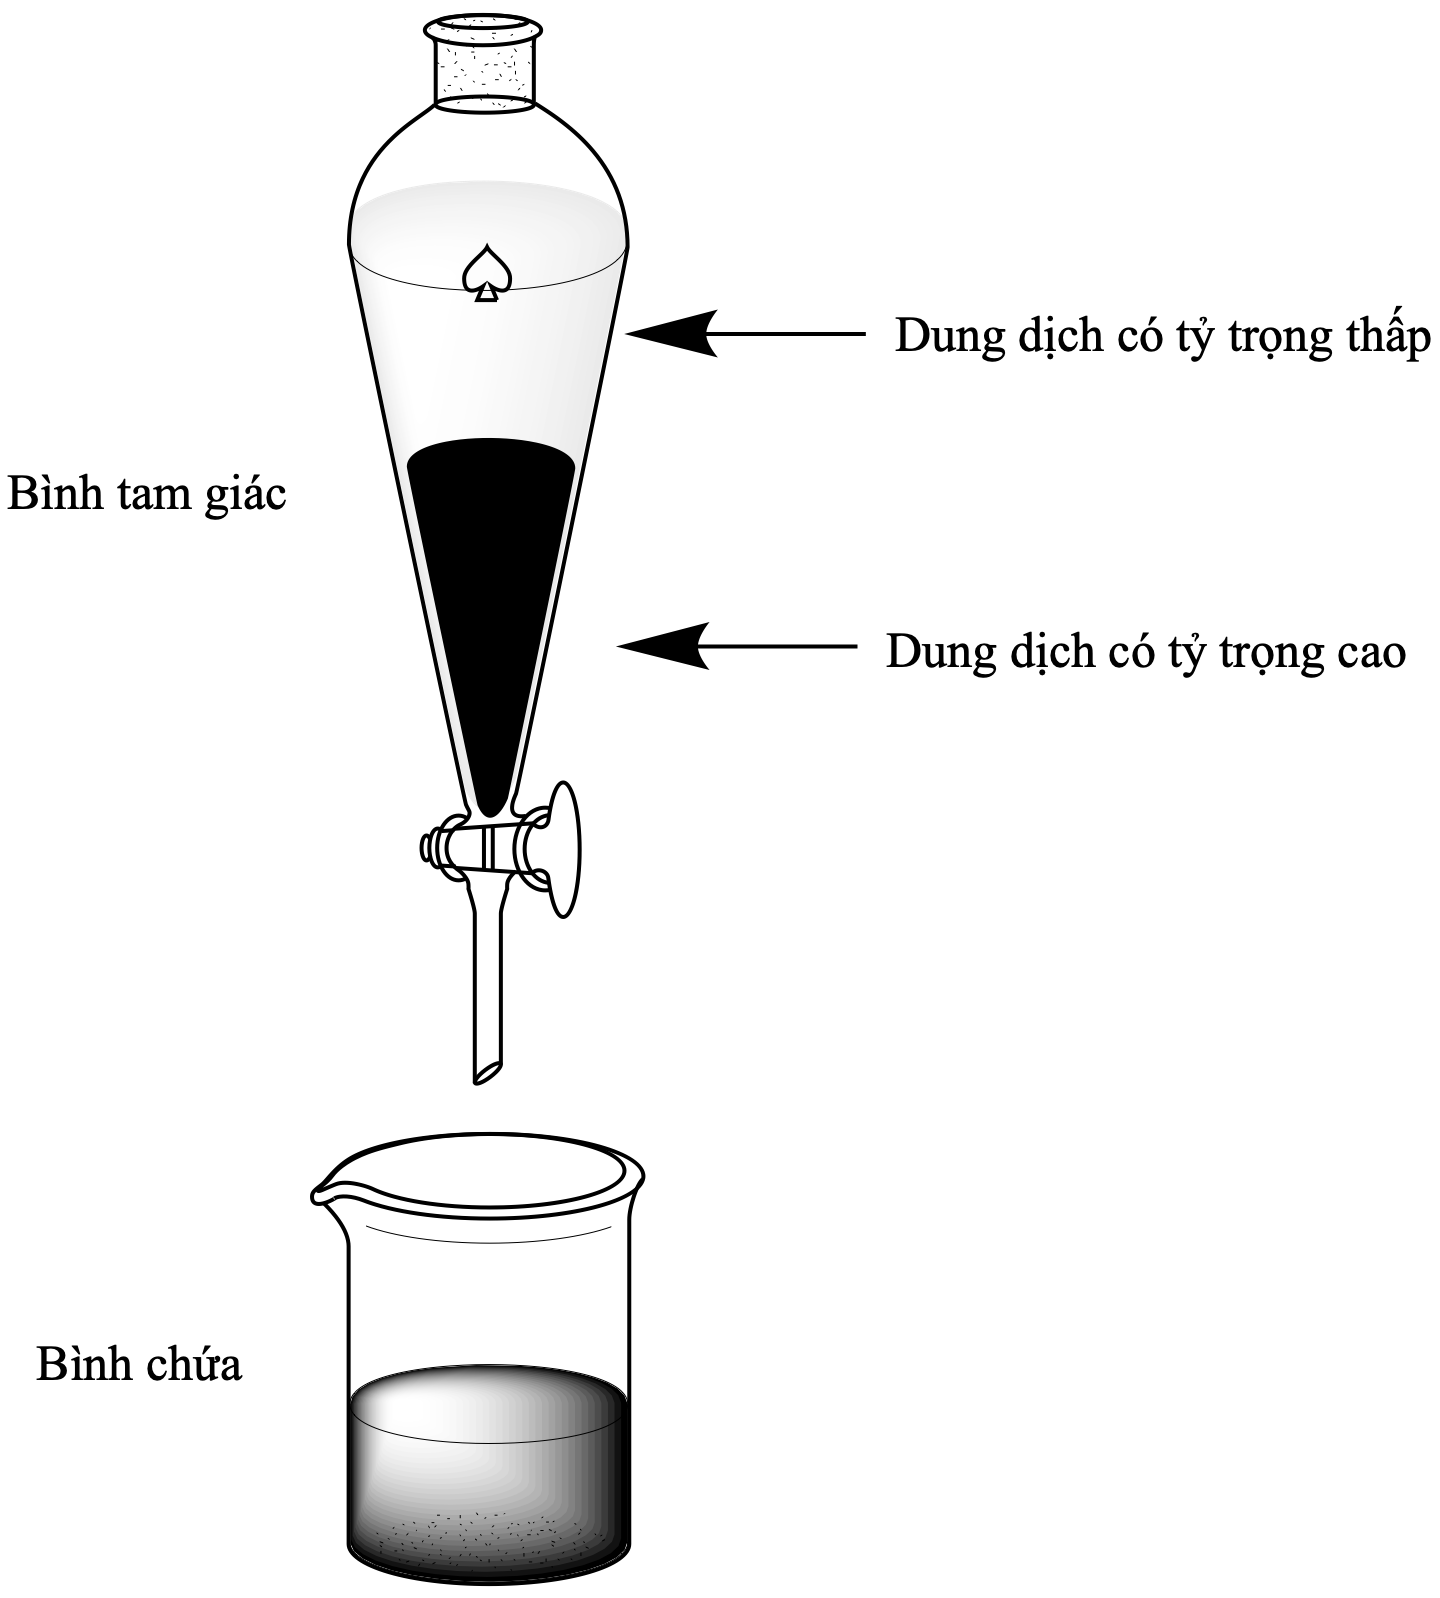 Dung dịch có tỷ trọng thấp
Bình tam giác
Dung dịch có tỷ trọng cao
Bình chứa